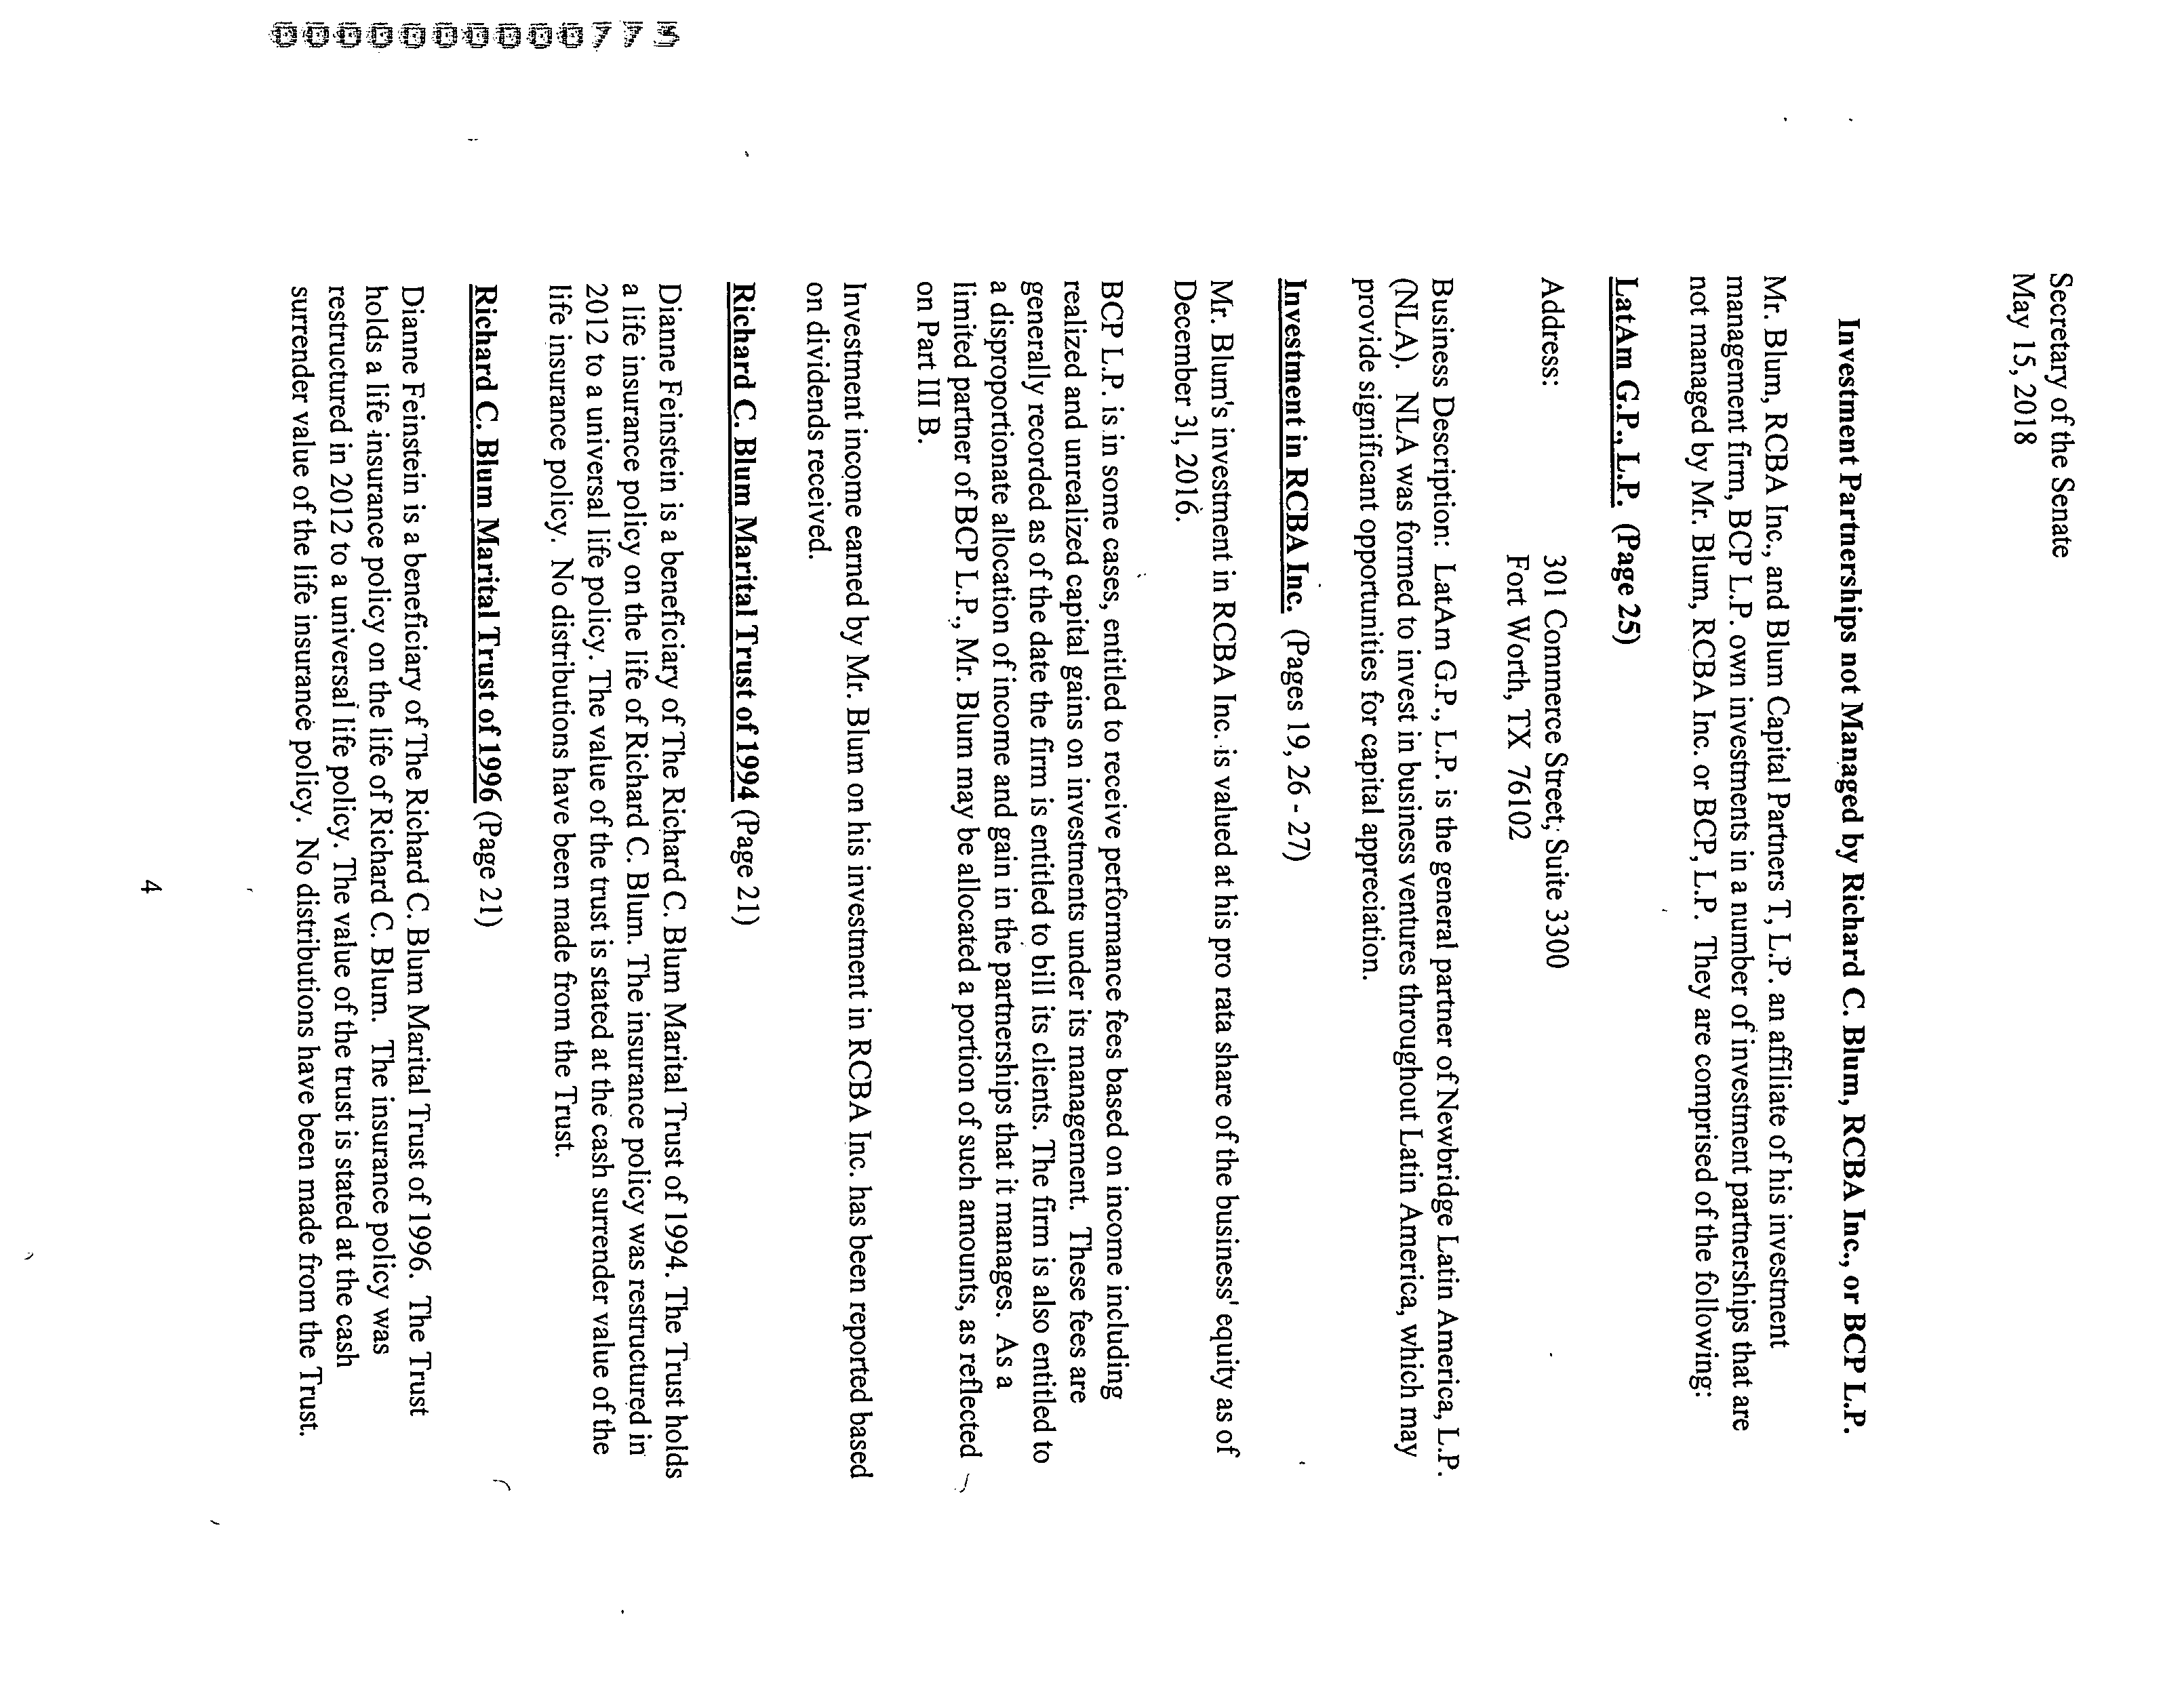 Secretary of the Senate
May 15, 2018
Investment Partnerships not Managed by Richard C. Blum, RCBA Inc., or BCP L.P.
Mr. Blum, RCBA Inc., and Blum Capital Partners T, L.P. an affiliate of his investment
management firm, BCP L.P. own investments in a number of investment partnerships that are
not managed by Mr. Blum, RCBA Inc. or BCP, L.P. They are comprised of the following:
LatAm G.P., L.P. (Page 25)
Address: 301 Commerce Street, Suite 3300
Fort Worth, TX 76102
Business Description: LatAm G.P., L.P. is the general partner of Newbridge Latin America, L.P.
(NLA). NLA was formed to invest in business ventures throughout Latin America, which may
provide significant opportunities for capital appreciation.
Investment in RCBA Inc. (Pages 19, 26 - 27)
Mr. Blum's investment in RCBA Inc. is valued at his pro rata share of the business' equity as of
December 31, 2016.
BCP L.P. is in some cases, entitled to receive performance fees based on income including
realized and unrealized capital gains on investments under its management. These fees are
generally recorded as of the date the firm is entitled to bill its clients. The firm is also entitled to
a disproportionate allocation of income and gain in the partnerships that it manages. As a
limited partner of BCP L.P., Mr. Blum may be allocated a portion of such amounts, as reflected
on Part III B.
Investment income earned by Mr. Blum on his investment in RCBA Inc. has been reported based
on dividends received.
Richard C. Blum Marital Trust of 1994 (Page 21)
Dianne Feinstein is a beneficiary of The Richard C. Blum Marital Trust of 1994. The Trust holds
a life insurance policy on the life of Richard C. Blum. The insurance policy was restructured in
2012 to a universal life policy. The value of the trust is stated at the cash surrender value of the
life insurance policy. No distributions have been made from the Trust.
Richard C. Blum Marital Trust of 1996 (Page 21)
Dianne Feinstein is a beneficiary of The Richard C. Blum Marital Trust of 1996. The Trust
holds a life insurance policy on the life of Richard C. Blum. The insurance policy was
restructured in 2012 to a universal life policy. The value of the trust is stated at the cash
surrender value of the life insurance policy. No distributions have been made from the Trust.
4
0000000000775